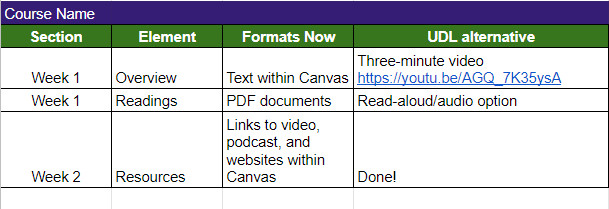 Course Name
Section Element Formats Now UDL alternative
Week 1 Overview Text within Canvas Three-minute video
https://youtu.be/AGQ_7K35ysA
Week 1 Readings PDF documents Read-aloud/audio option
Week 2 Resources Links to video,
podcast, and
websites within
Canvas Done!